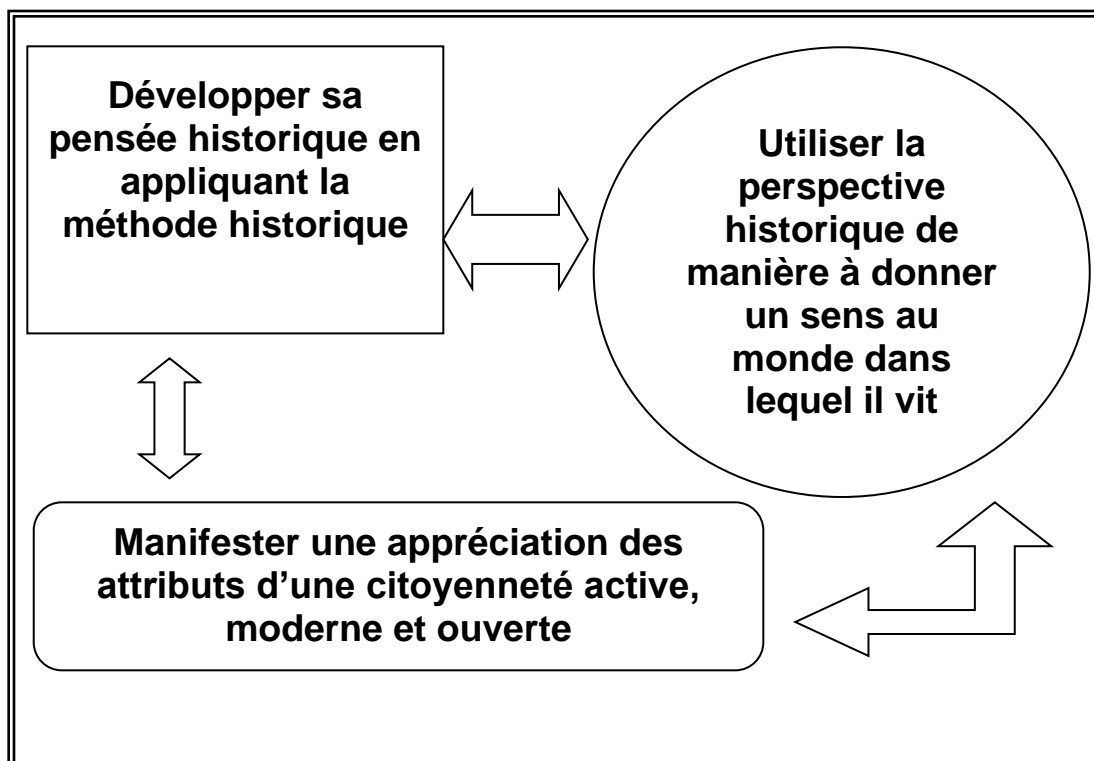 Développer sa
pensée historique en
appliquant la
méthode historique
Utiliser la
perspective
historique de
manière à donner
un sens au
monde dans
lequel il vit
Manifester une appréciation des
attributs d’une citoyenneté active,
moderne et ouverte